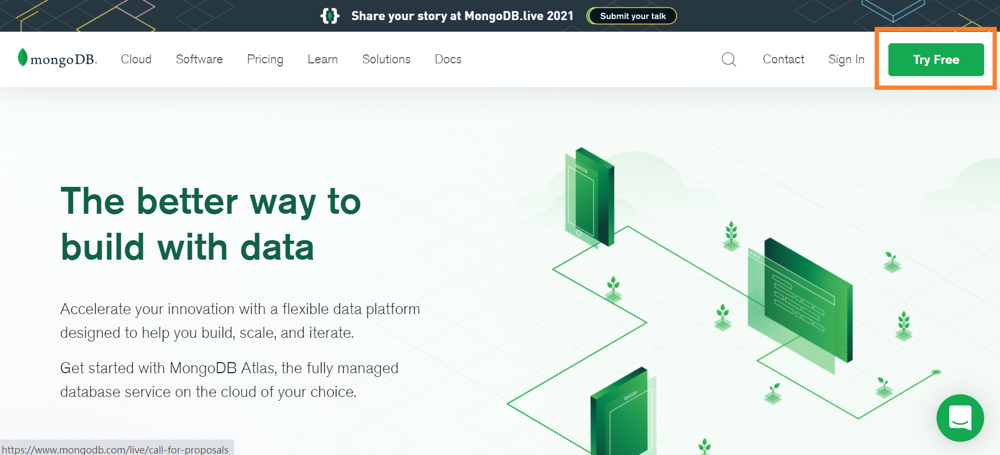 Share your story at MongoDB.live 2021 Submit your talk
mongoDB. Cloud Software Pricing Learn Solutions Docs Contact Sign In Try Free
The better way to
build with data
Accelerate your innovation with a flexible data platform
designed to help you build, scale, and iterate.
Get started with MongoDB Atlas, the fully managed
database service on the cloud of your choice.
https://www.mongodb.com/live/call-for-proposals